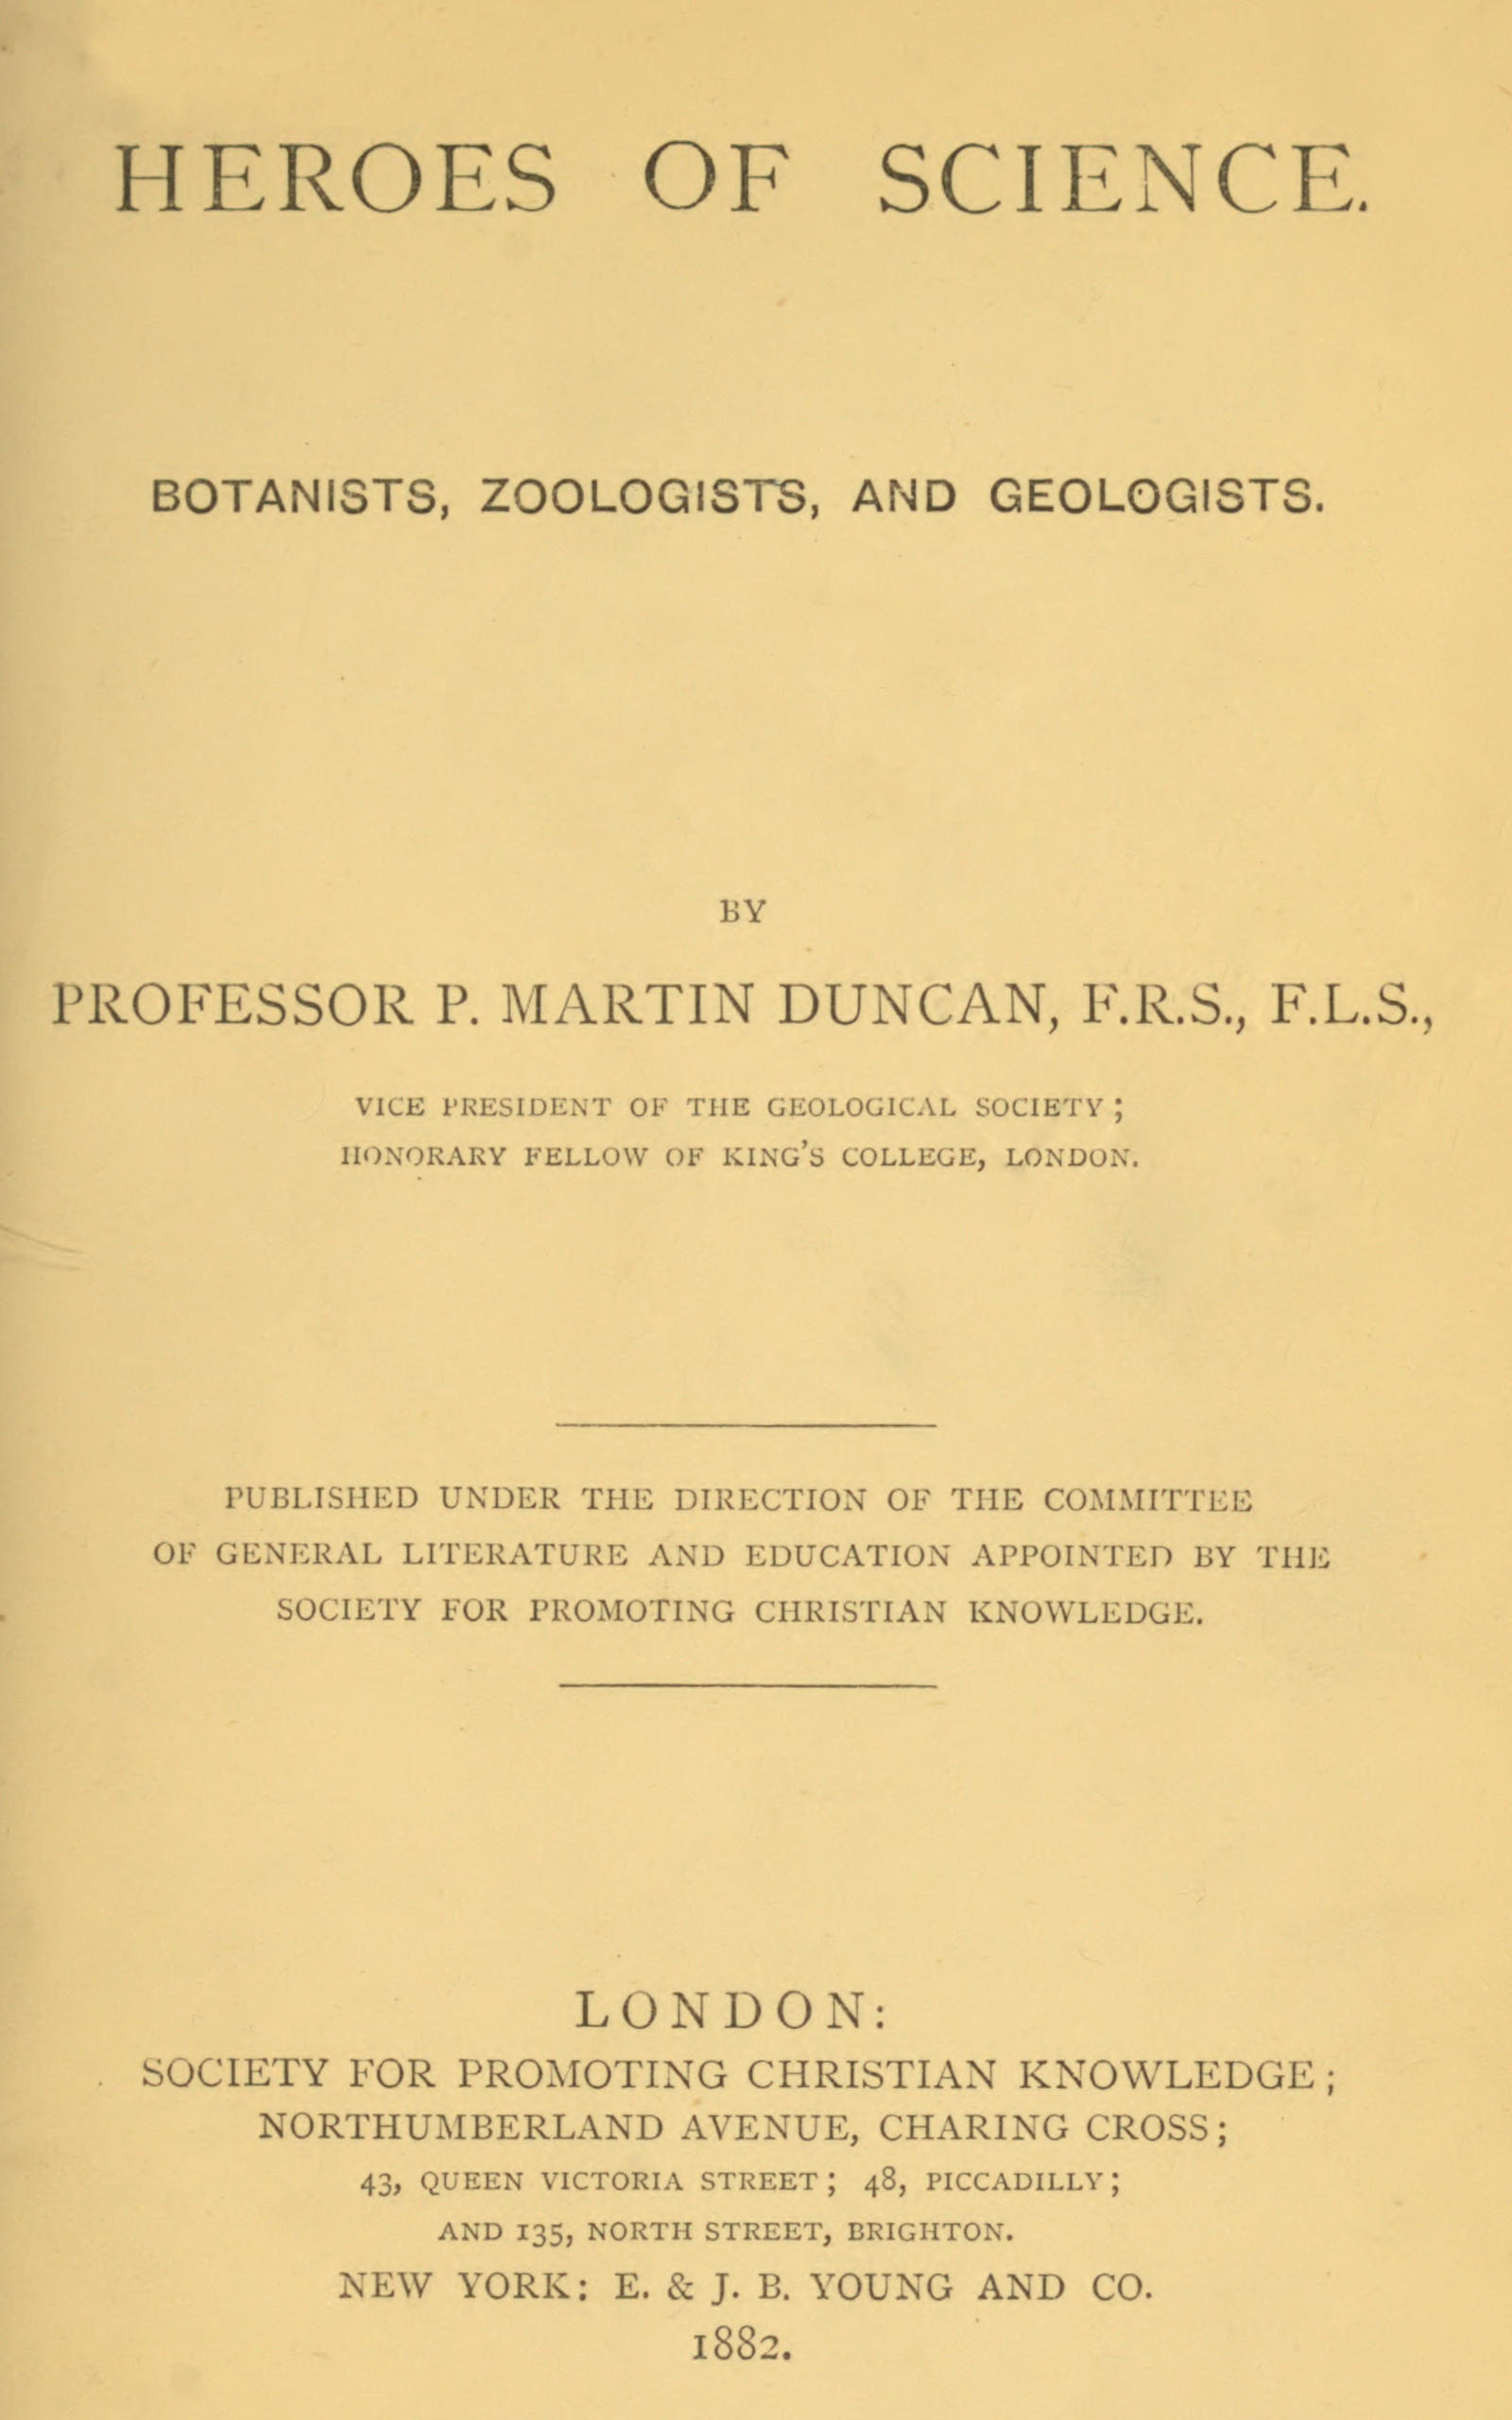 HEROES OF SCIENCE.
BOTANISTS, ZOOLOGISTS, AND GEOLOGISTS.
BY
PROFESSOR P. MARTIN DUNCAN, F.R.S., F.L.S.,
VICE PRESIDENT OF THE GEOLOGICAL SOCIETY;
HONORARY FELLOW OF KING'S COLLEGE, LONDON.
PUBLISHED UNDER THE DIRECTION OF THE COMMITTEE
OF GENERAL LITERATURE AND EDUCATION APPOINTED BY THE
SOCIETY FOR PROMOTING CHRISTIAN KNOWLEDGE.
LONDON:
SOCIETY FOR PROMOTING CHRISTIAN KNOWLEDGE;
NORTHUMBERLAND AVENUE, CHARING CROSS;
43, QUEEN VICTORIA STREET; 48, PICCADILLY;
AND 135, NORTH STREET, BRIGHTON.
NEW YORK: E. & J. B. YOUNG AND CO.
1882.